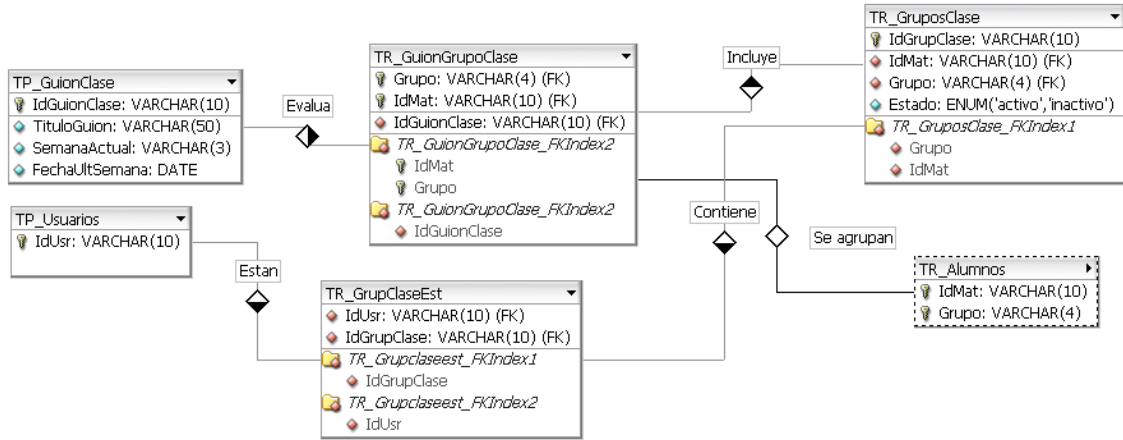 TP_GuionClase
IdGuionClase: VARCHAR(10)
TituloGuion: VARCHAR(50)
SemanaActual: VARCHAR(3)
FechaUltSemana: DATE
Evalua
TR_GuionGrupoClase
Grupo: VARCHAR(4) (FK)
IdMat: VARCHAR(10) (FK)
IdGuionClase: VARCHAR(10) (FK)
TR_GuionGrupoClase_FKIndex2
IdMat
Grupo
TR_GuionGrupoClase_FKIndex2
IdGuionClase
Incluye
TR_GruposClase
IdGrupClase: VARCHAR(10)
IdMat: VARCHAR(10) (FK)
Grupo: VARCHAR(4) (FK)
Estado: ENUM('activo','inactivo')
TR_GruposClase_FKIndex1
Grupo
IdMat
TP_Usuarios
IdUsr: VARCHAR(10)
Estan
TR_GrupClaseEst
IdUsr: VARCHAR(10) (FK)
IdGrupClase: VARCHAR(10) (FK)
TR_Grupclaseest_FKIndex1
IdGrupClase
TR_Grupclaseest_FKIndex2
IdUsr
Contiene
Se agrupan
TR_Alumnos
IdMat: VARCHAR(10)
Grupo: VARCHAR(4)